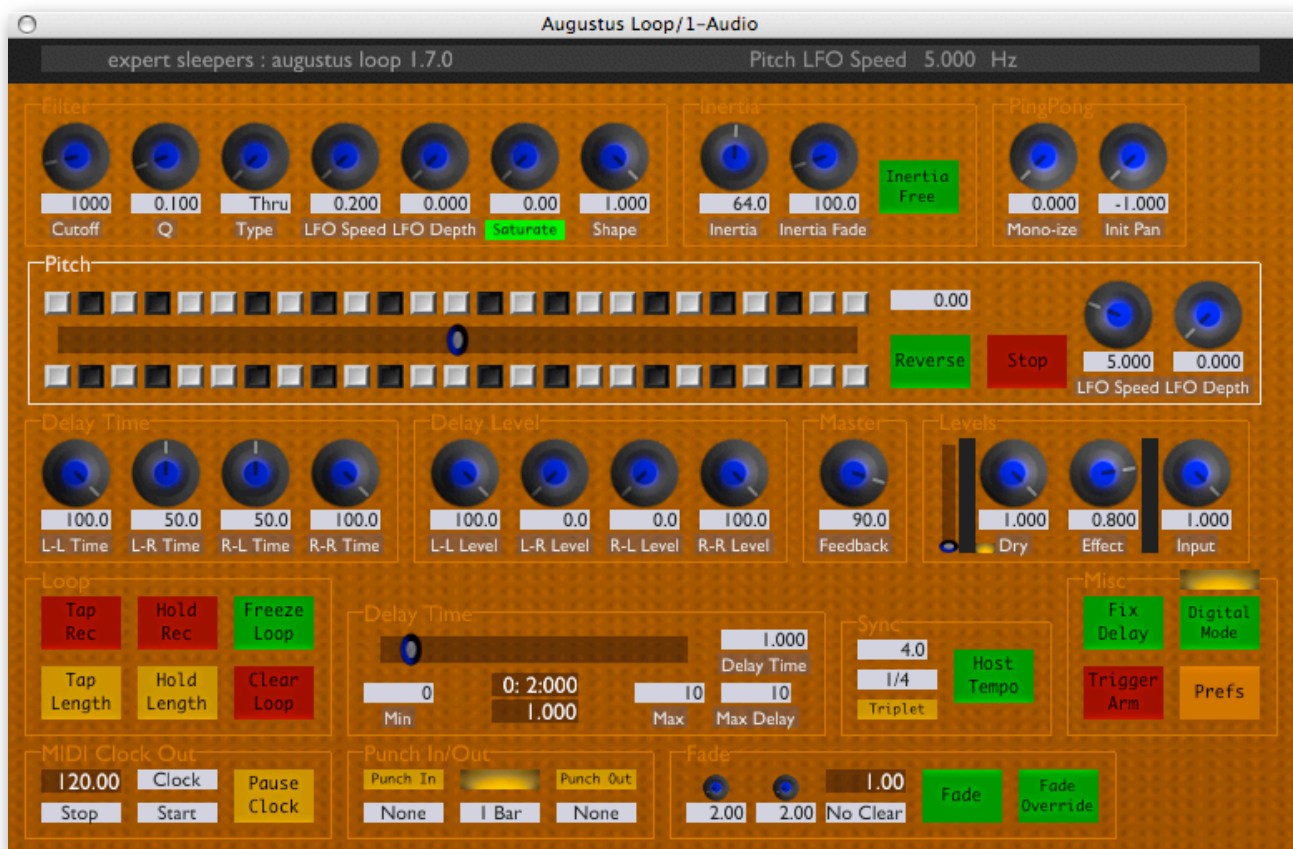 Augustus Loop/1-Audio
expert sleepers : augustus loop 1.7.0 Pitch LFO Speed 5.000 Hz
Filter Inertia PingPong
1000 0.100 Thru 0.200 0.000 0.00 1.000 64.0 100.0 Inertia Free 0.000 -1.000
Cutoff Q Type LFO Speed LFO Depth Saturate Shape Inertia Inertia Fade Mono-ize Init Pan
Pitch
0.00
Reverse Stop 5.000 0.000
LFO Speed LFO Depth
Delay Time Delay Level Master Levels
100.0 50.0 50.0 100.0 100.0 0.0 0.0 100.0 90.0 1.000 0.800 1.000
L-L Time L-R Time R-L Time R-R Time L-L Level L-R Level R-L Level R-R Level Feedback Dry Effect Input
Loop
Tap Rec Hold Rec Freeze Loop
Tap Length Hold Length Clear Loop
Delay Time
1.000
Delay Time
0 0: 2:000 10 10
1.000
Min Max Max Delay
Sync
4.0
1/4
Triplet
Host Tempo
Misc
Fix Delay Digital Mode
Trigger Arm Prefs
MIDI Clock Out
120.00 Clock Pause Clock
Stop Start
Punch In/Out
Punch In Punch Out
None 1 Bar None
Fade
2.00 2.00 1.00 No Clear Fade Fade Override